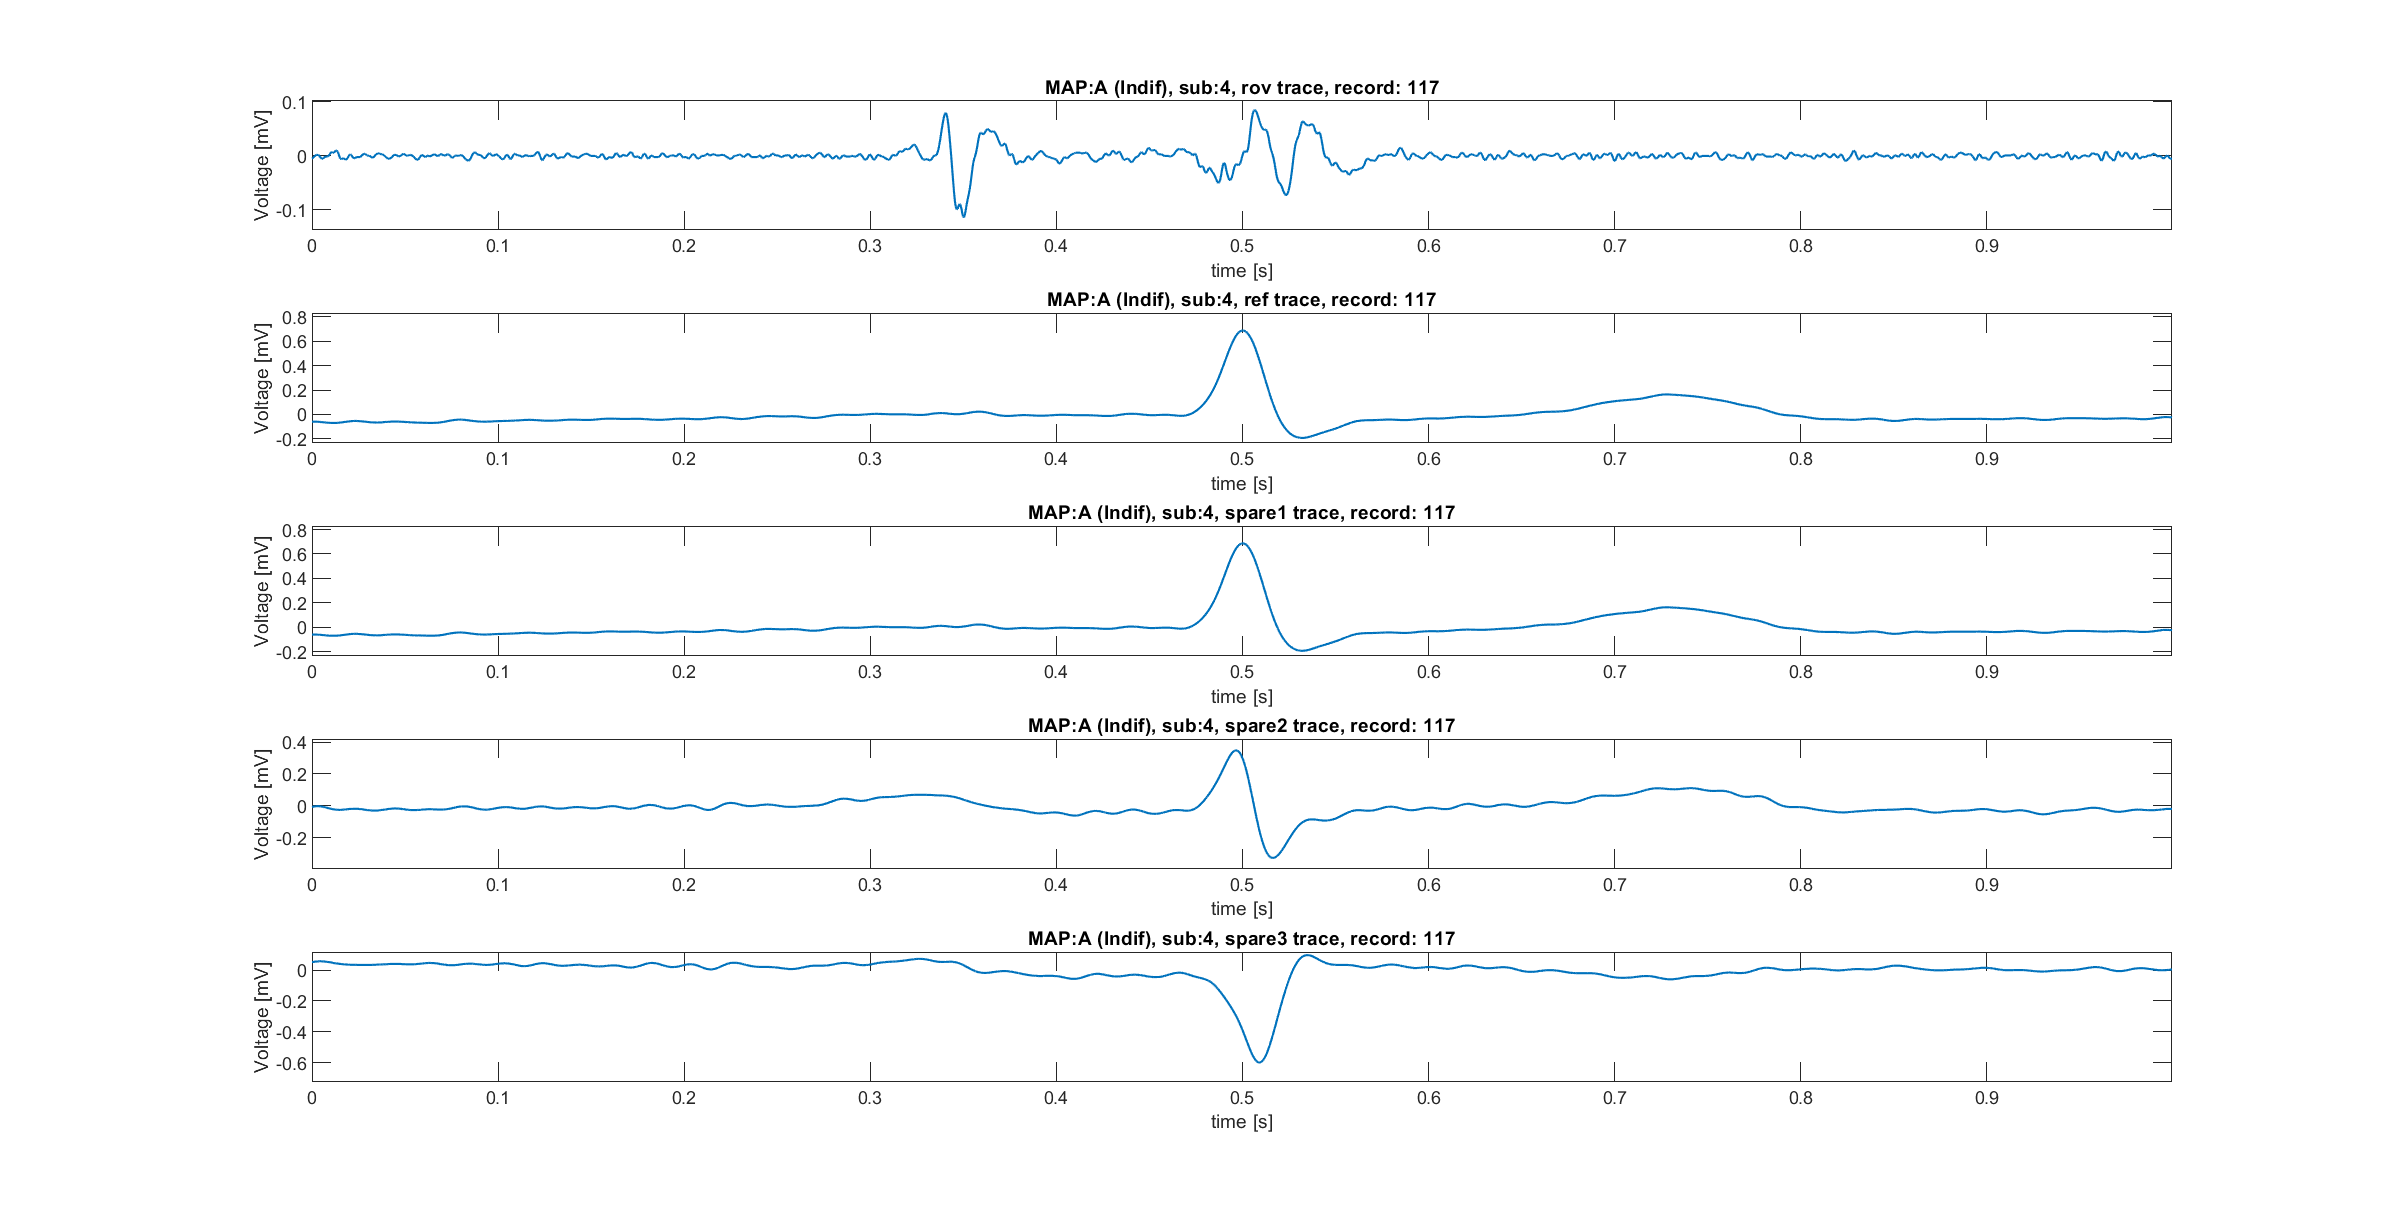 MAP:A (Indif), sub:4, rov trace, record: 117
Voltage [mV]
0.1
0
-0.1
0 0.1 0.2 0.3 0.4 0.5 0.6 0.7 0.8 0.9
time [s]
MAP:A (Indif), sub:4, ref trace, record: 117
Voltage [mV]
0.8
0.6
0.4
0.2
0
-0.2
0 0.1 0.2 0.3 0.4 0.5 0.6 0.7 0.8 0.9
time [s]
MAP:A (Indif), sub:4, spare1 trace, record: 117
Voltage [mV]
0.8
0.6
0.4
0.2
0
-0.2
0 0.1 0.2 0.3 0.4 0.5 0.6 0.7 0.8 0.9
time [s]
MAP:A (Indif), sub:4, spare2 trace, record: 117
Voltage [mV]
0.4
0.2
0
-0.2
0 0.1 0.2 0.3 0.4 0.5 0.6 0.7 0.8 0.9
time [s]
MAP:A (Indif), sub:4, spare3 trace, record: 117
Voltage [mV]
0
-0.2
-0.4
-0.6
0 0.1 0.2 0.3 0.4 0.5 0.6 0.7 0.8 0.9
time [s]